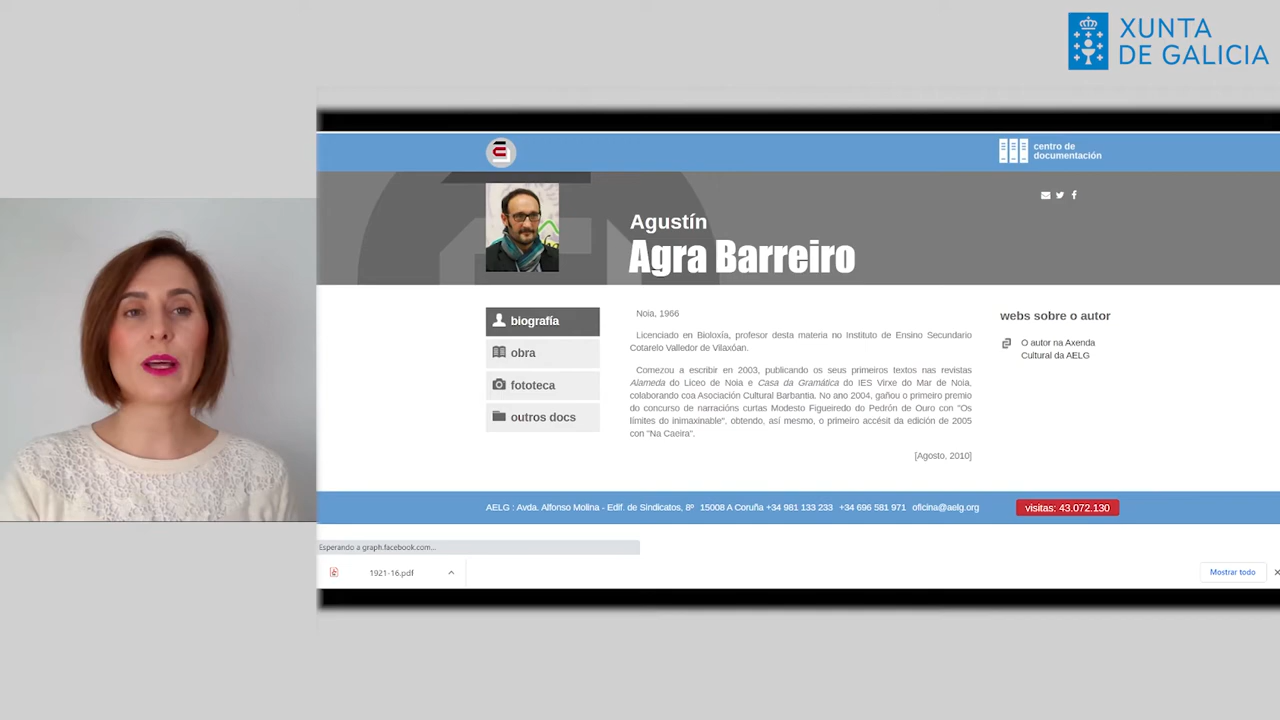 XUNTA
DE GALICIA
centro de
documentación
Agustín
Agra Barreiro
biografía
obra
fototeca
outros docs
Noia, 1966
Licenciado en Bioloxía, profesor desta materia no Instituto de Ensino Secundario
Cotarelo Valledor de Vilaxóan.
Comezou a escribir en 2003, publicando os seus primeiros textos nas revistas
Alameda do Liceo de Noia e Casa da Gramática do IES Virxe do Mar de Noia,
colaborando coa Asociación Cultural Barbantia. No ano 2004, gañou o primeiro premio
do concurso de narracións curtas Modesto Figueiredo do Pedrón de Ouro con "Os
límites do inimaxinable". obtendo, así mesmo, o primeiro accésit da edición de 2005
con "Na Caeira".
[Agosto, 2010]
webs sobre o autor
O autor na Axenda
Cultural da AELG
AELG : Avda. Alfonso Molina - Edif. de Sindicatos, 8º 15008 A Coruña +34 981 133 233 +34 696 581 971 oficina@aelg.org
visitas: 43.072.130
Esperando a graph.facebook.com...
1921-16.pdf
Mostrar todo